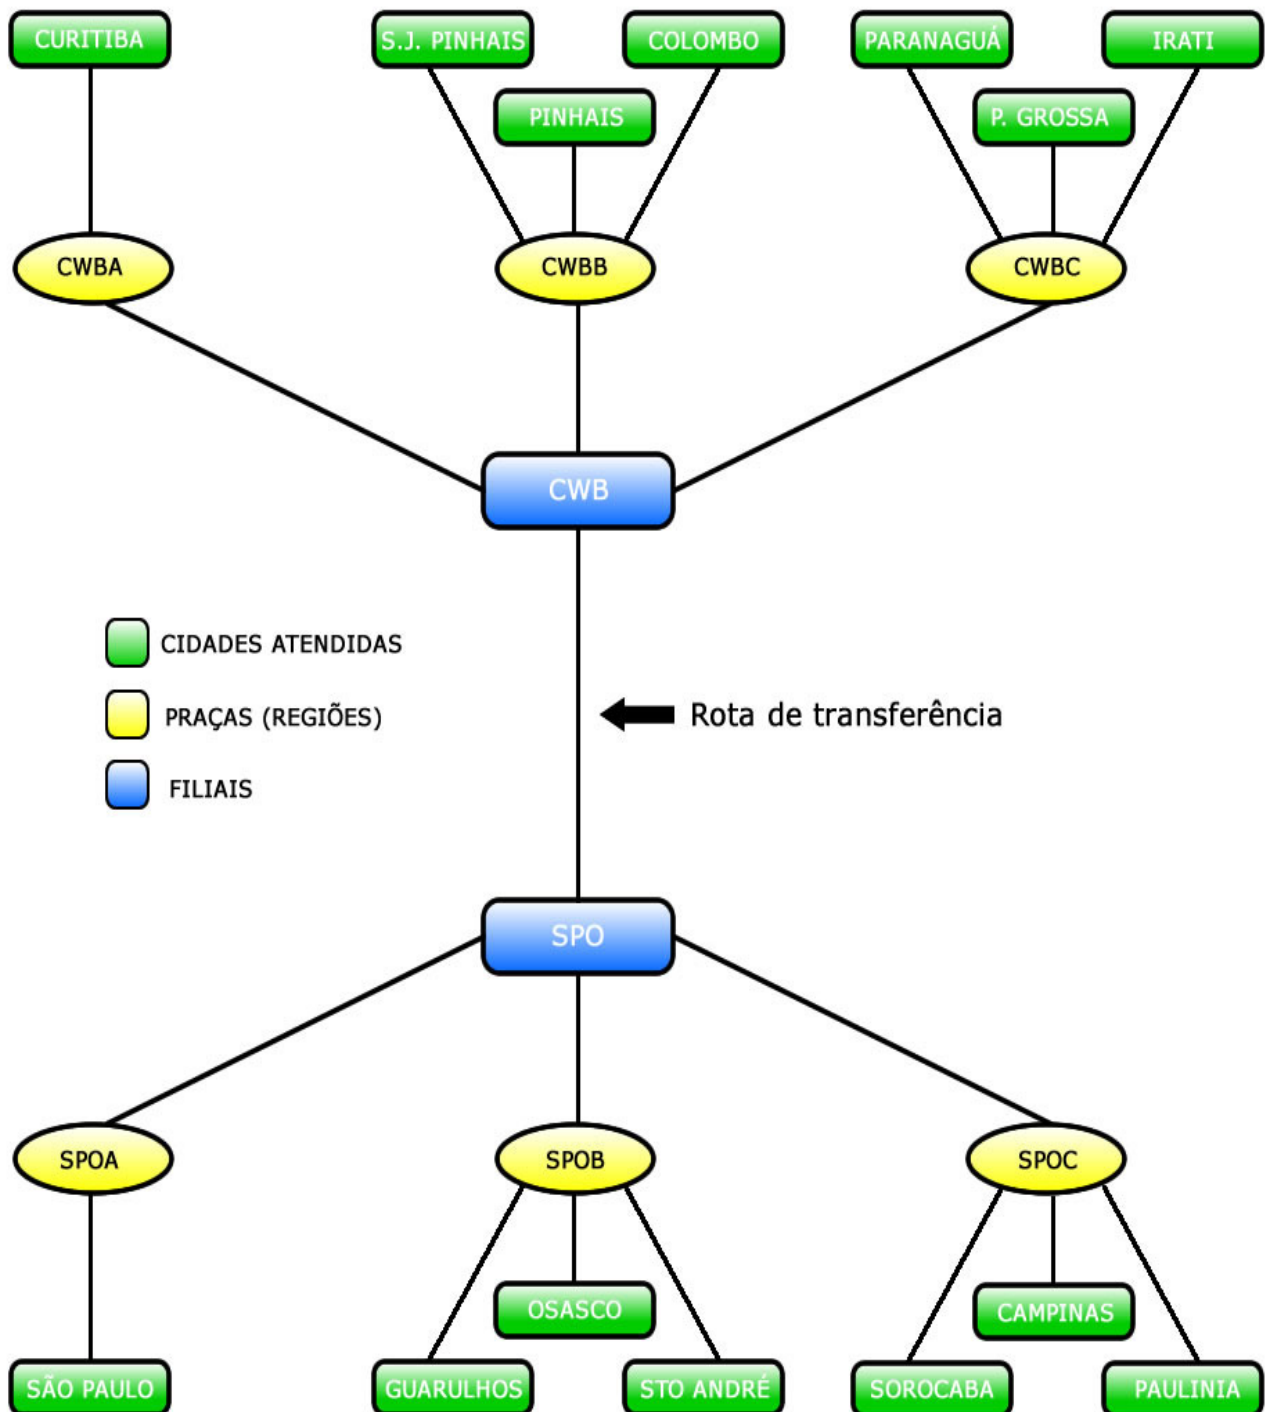 CURITIBA
S.J. PINHAIS
COLOMBO
PARANAGUÁ
IRATI
PINHAIS
P. GROSSA
CWBA
CWBB
CWBC
CWB
CIDADES ATENDIDAS
PRAÇAS (REGIÕES)
Rota de transferência
FILIAIS
SPO
SPOA
SPOB
SPOC
OSASCO
CAMPINAS
SÃO PAULO
GUARULHOS
STO ANDRÉ
SOROCABA
PAULINIA